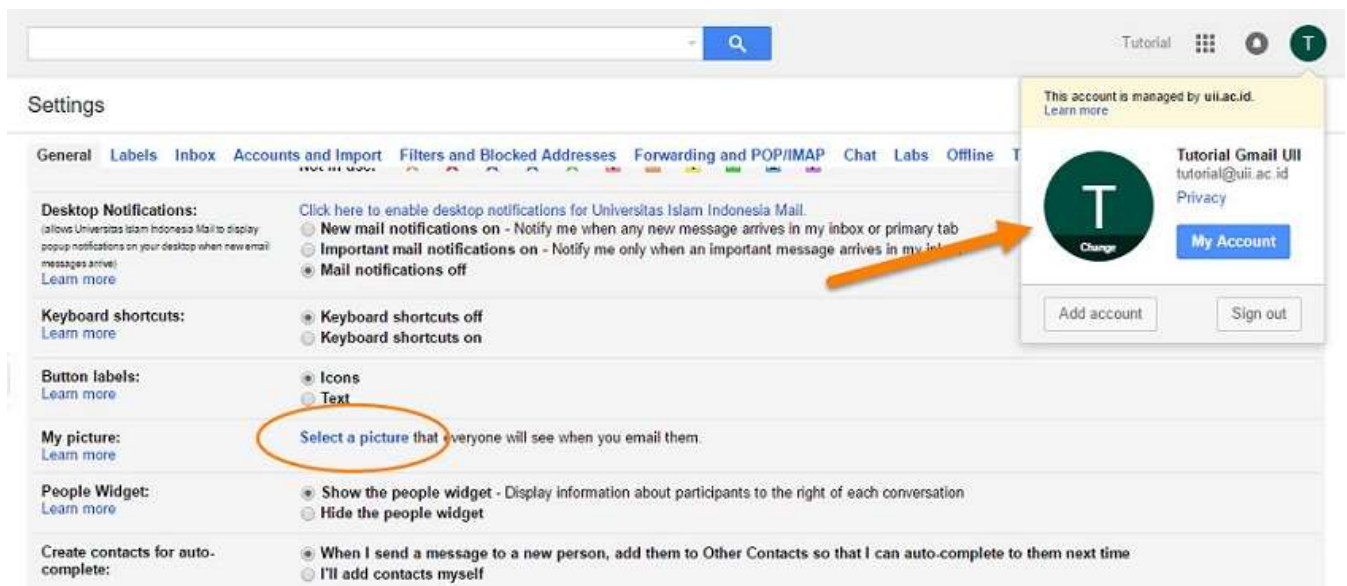 Tutorial
T
Settings
This account is managed by uii.ac.id.
Learn more
General Labels Inbox Accounts and Import Filters and Blocked Addresses Forwarding and POP/IMAP Chat Labs Offline T
Tutorial Gmail UII
tutorial@uii.ac.id
Privacy
T
Change
My Account
Add account Sign out
Not in use:
Desktop Notifications:
(allows Universitas Islam Indonesia Mail to display
popup notifications on your desktop when new email
messages arrive)
Learn more
Click here to enable desktop notifications for Universitas Islam Indonesia Mail.
New mail notifications on - Notify me when any new message arrives in my inbox or primary tab
Important mail notifications on - Notify me only when an important message arrives in my
Mail notifications off
Keyboard shortcuts:
Learn more
Keyboard shortcuts off
Keyboard shortcuts on
Button labels:
Learn more
Icons
Text
My picture:
Learn more
Select a picture that everyone will see when you email them.
People Widget:
Learn more
Show the people widget - Display information about participants to the right of each conversation
Hide the people widget
Create contacts for auto-
complete:
When I send a message to a new person, add them to Other Contacts so that I can auto-complete to them next time
I'll add contacts myself